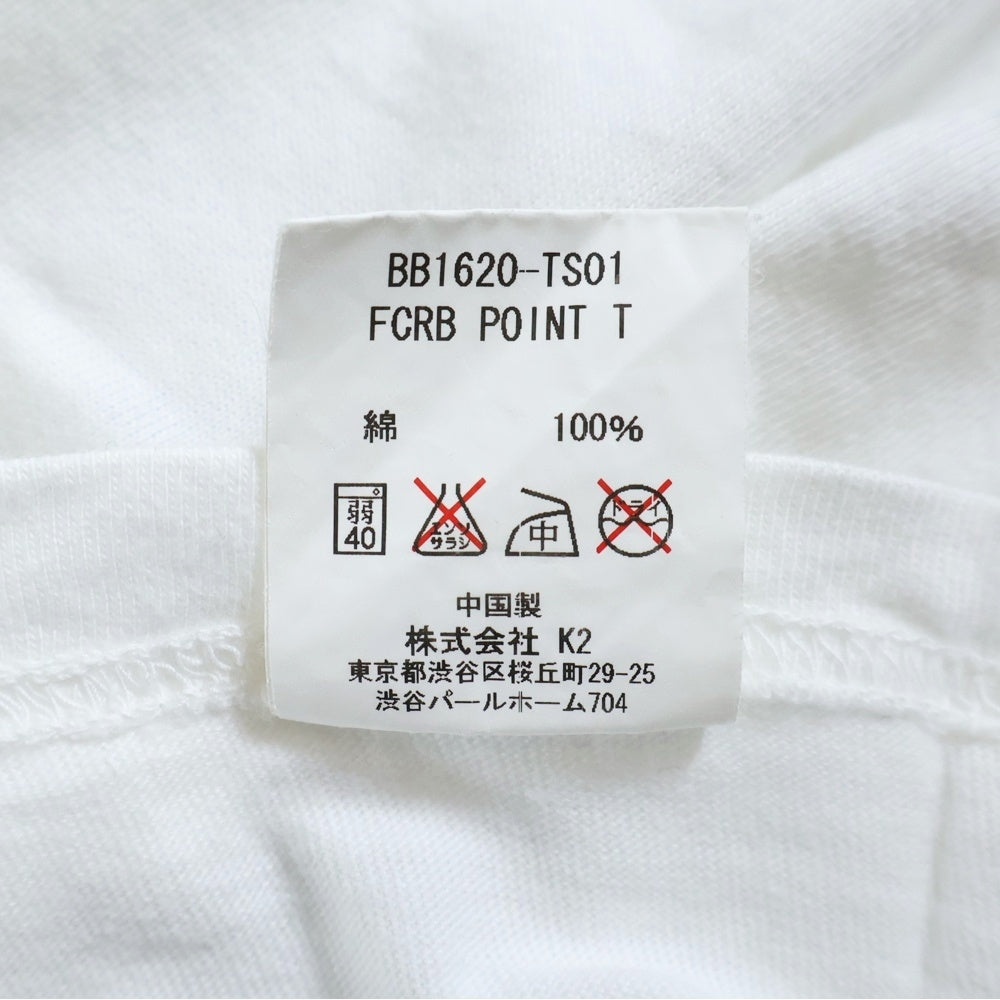 BB1620-TS01
FCRB POINT T
綿 100%
弱 40 エンソ サラシ 中 ドライ
中国製
株式会社 K2
東京都渋谷区桜丘町29-25
渋谷パールホーム704